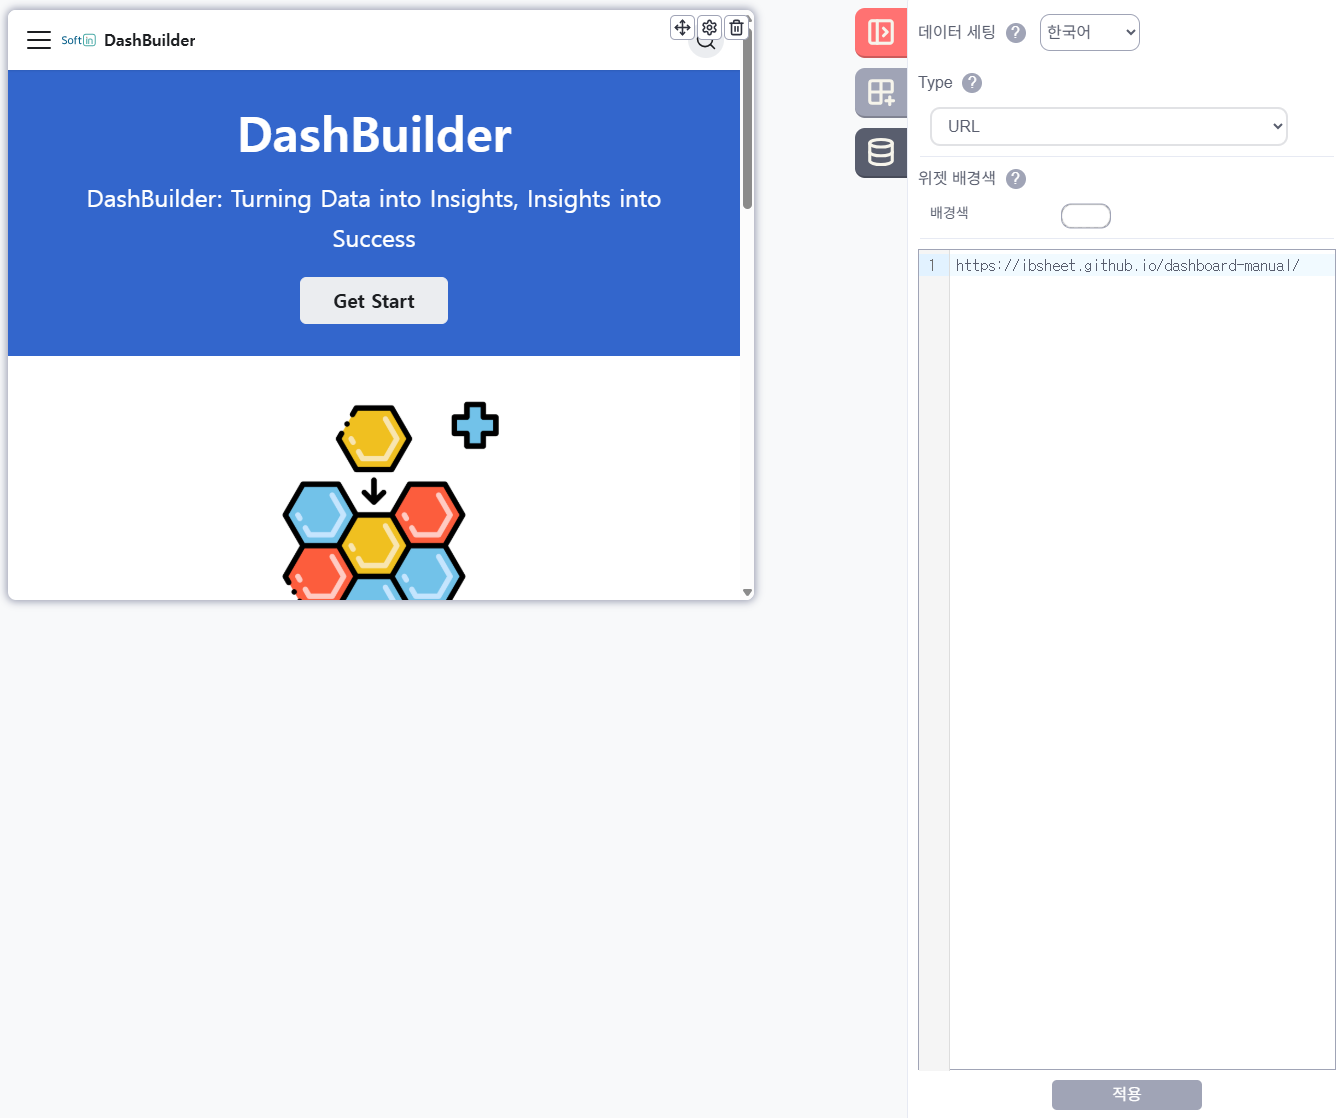 Soft in DashBuilder
DashBuilder
DashBuilder: Turning Data into Insights, Insights into
Success
Get Start
데이터 세팅 ? 한국어
Type ?
URL
위젯 배경색 ?
배경색
1 https://ibsheet.github.io/dashboard-manual/
적용